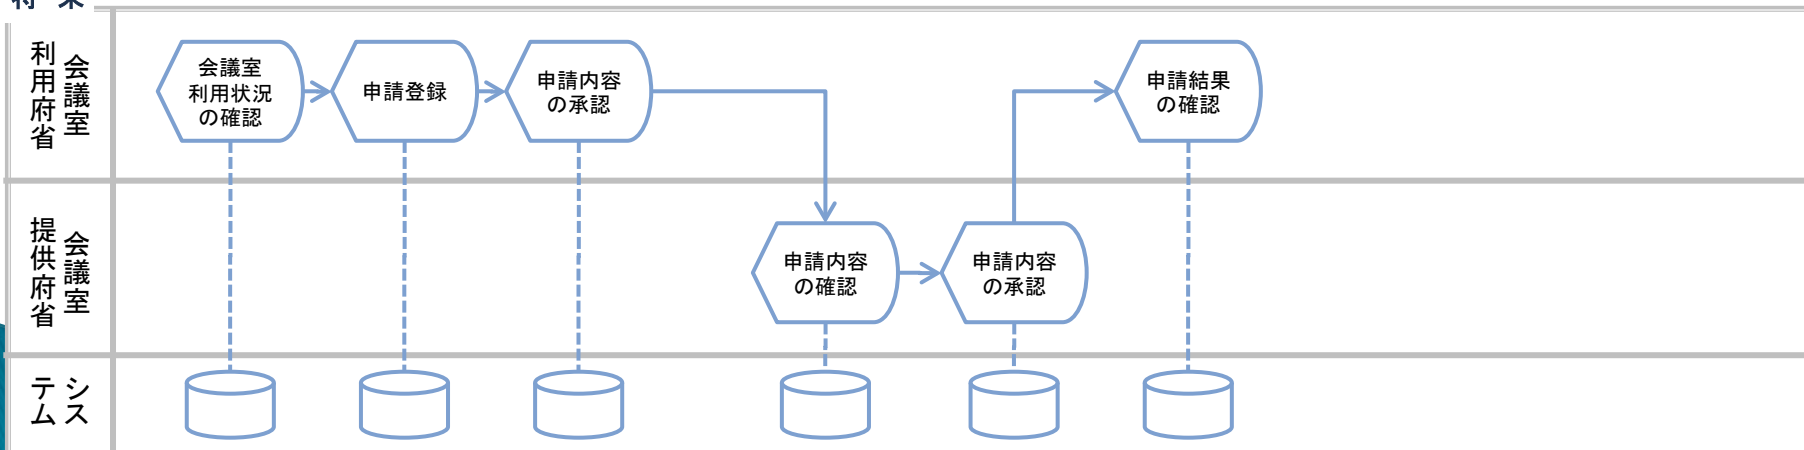 将 来
会議室
利用府省
会議室
利用状況
の確認
申請登録
申請内容
の承認
申請結果
の確認
会議室
提供府省
申請内容
の確認
申請内容
の承認
シス
テム